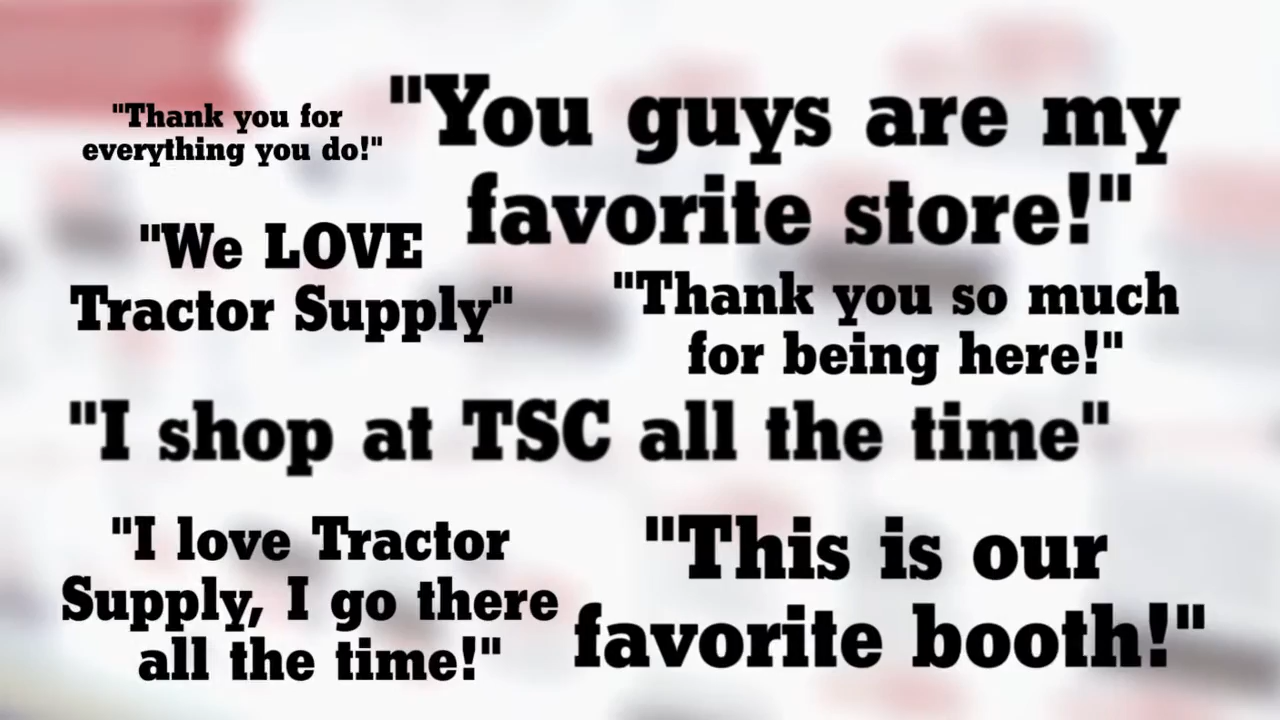 "Thank you for
everything you do!"
"You guys are my
favorite store!"
"We LOVE
Tractor Supply"
"Thank you so much
for being here!"
"I shop at TSC all the time"
"I love Tractor
Supply, I go there
all the time!"
"This is our
favorite booth!"